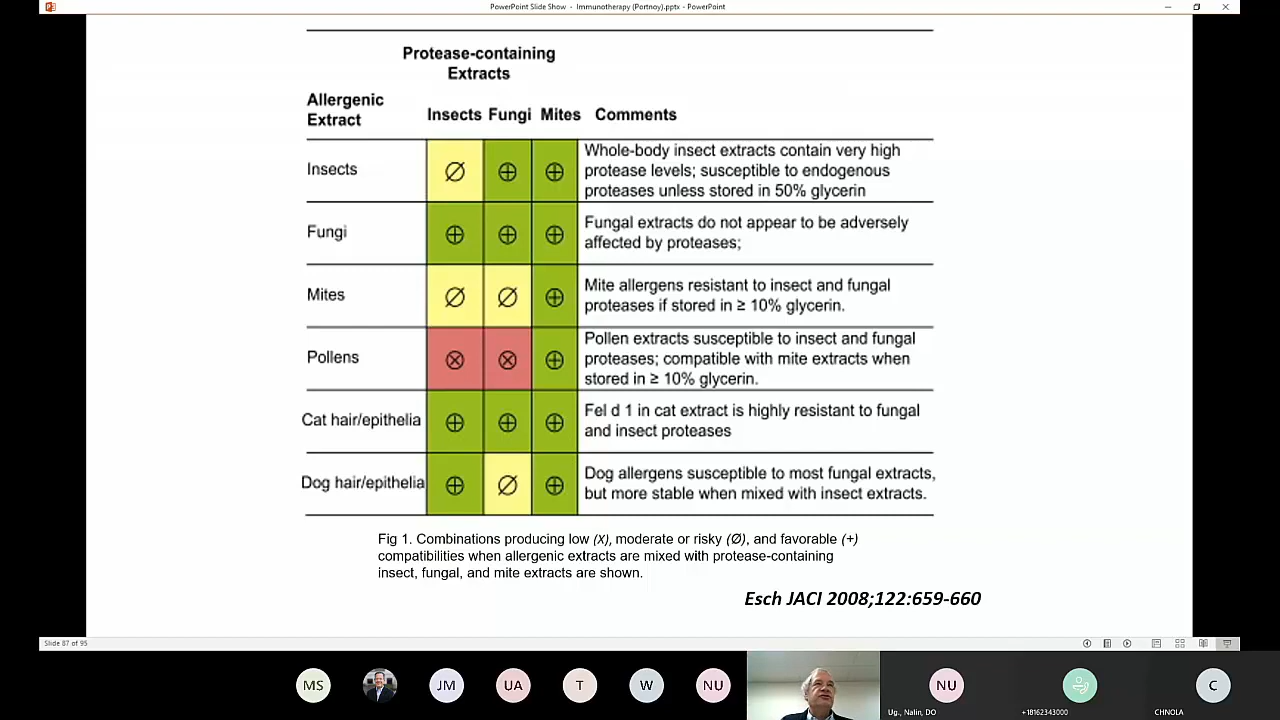 PowerPoint Slide Show - Immunotherapy (Portnoy).pptx - PowerPoint
Protease-containing
Extracts
Allergenic
Extract
Insects Fungi Mites Comments
Insects
Ø ⊕ ⊕
Whole-body insect extracts contain very high
protease levels; susceptible to endogenous
proteases unless stored in 50% glycerin
Fungi
⊕ ⊕ ⊕
Fungal extracts do not appear to be adversely
affected by proteases;
Mites
Ø Ø ⊕
Mite allergens resistant to insect and fungal
proteases if stored in ≥ 10% glycerin.
Pollens
⊗ ⊗ ⊕
Pollen extracts susceptible to insect and fungal
proteases; compatible with mite extracts when
stored in ≥ 10% glycerin.
Cat hair/epithelia
⊕ ⊕ ⊕
Fel d 1 in cat extract is highly resistant to fungal
and insect proteases
Dog hair/epithelia
⊕ Ø ⊕
Dog allergens susceptible to most fungal extracts,
but more stable when mixed with insect extracts.
Fig 1. Combinations producing low (X), moderate or risky (Ø), and favorable (+)
compatibilities when allergenic extracts are mixed with protease-containing
insect, fungal, and mite extracts are shown.
Esch JACI 2008;122:659-660
Slide 87 of 95
MS JM UA T W NU NU C
Ug., Nalin, DO +18162343000 CHNOLA